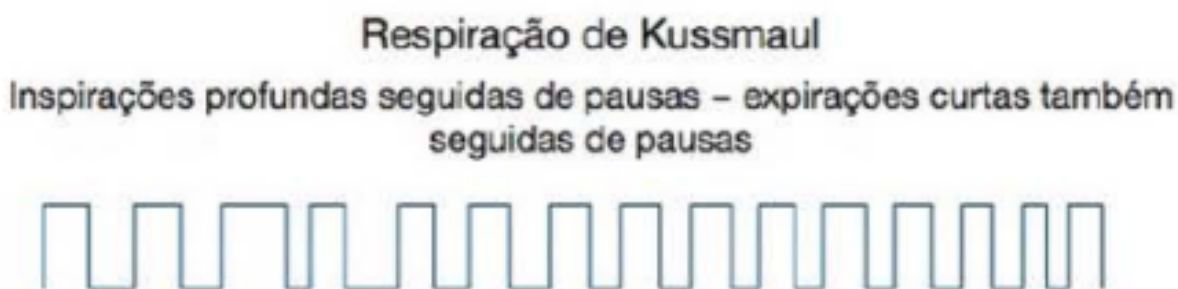 Respiração de Kussmaul
Inspirações profundas seguidas de pausas – expirações curtas também
seguidas de pausas